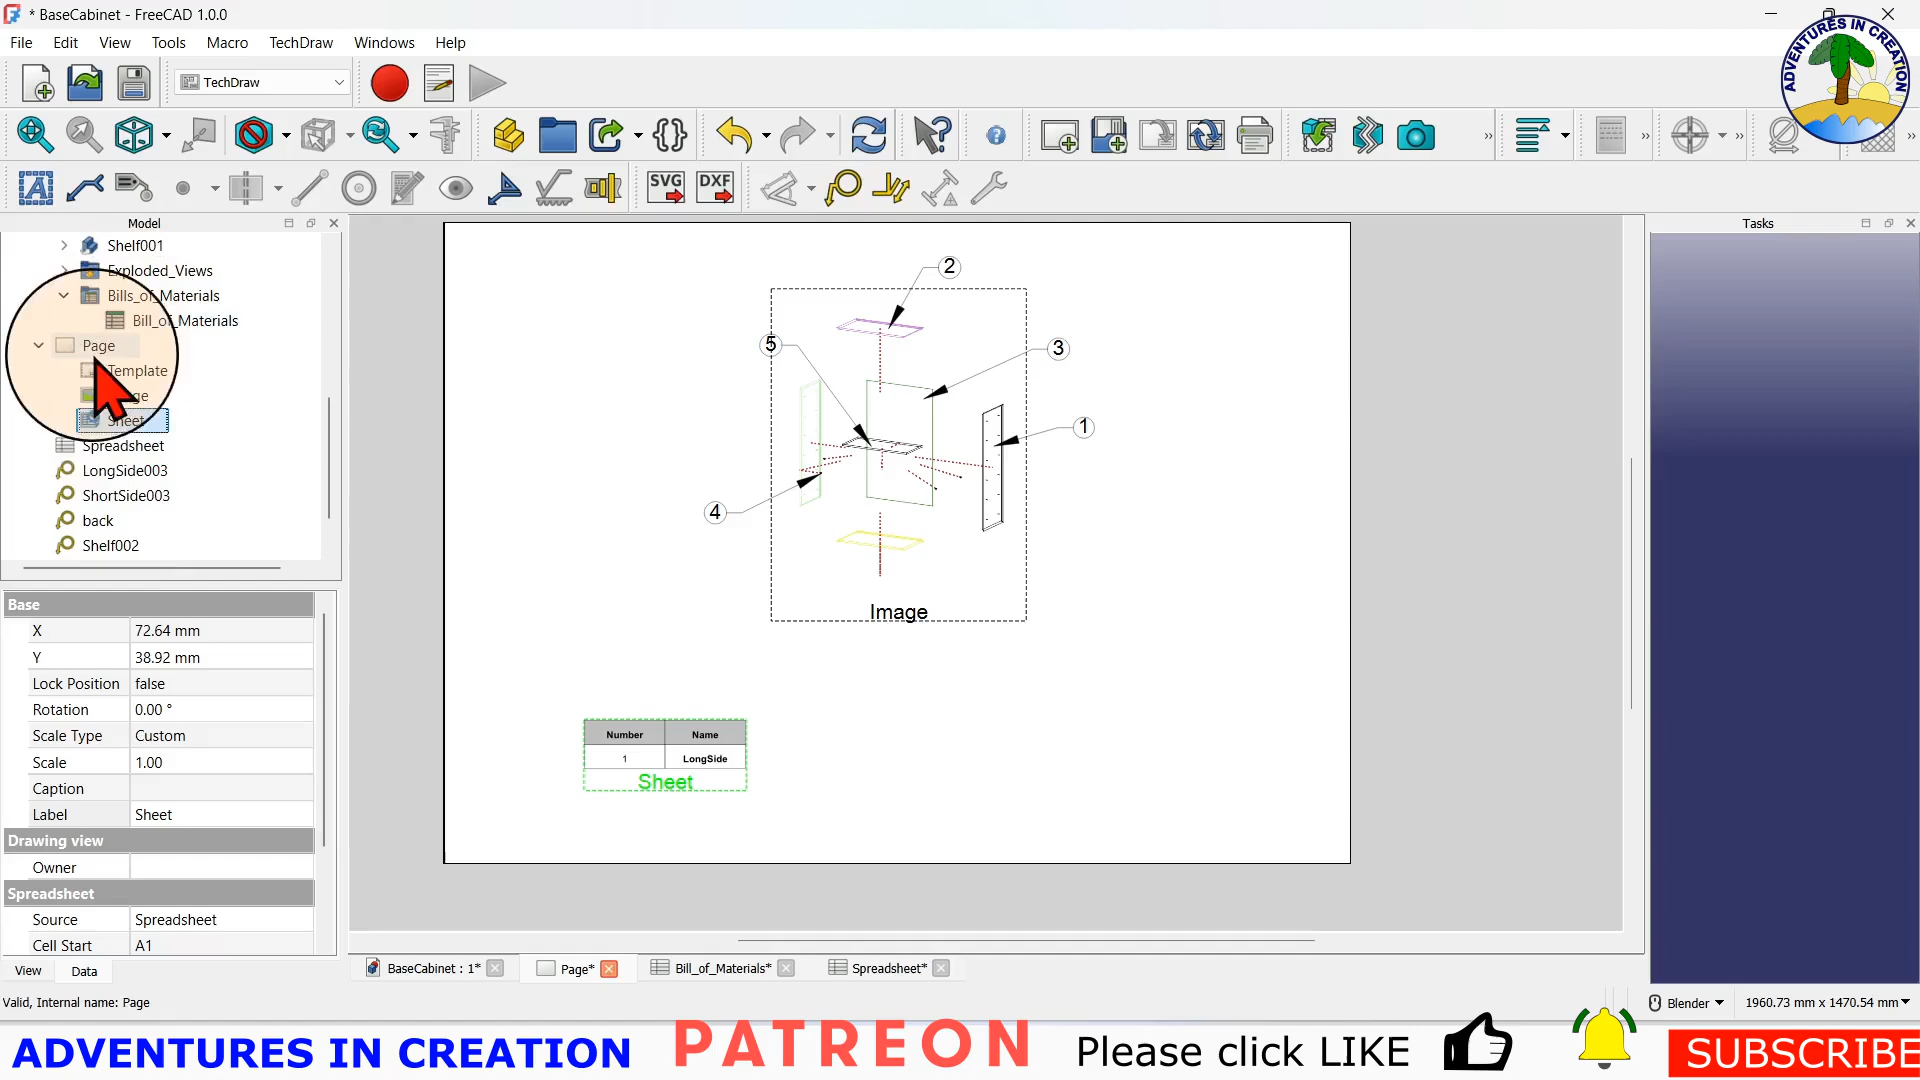 * BaseCabinet - FreeCAD 1.0.0
File Edit View Tools Macro TechDraw Windows Help
TechDraw
SVG
DXF
ADVENTURES IN CREATION
Model
Shelf001
Exploded_Views
Bills_of_Materials
Bill_of_Materials
Page
Template
Sheet
Spreadsheet
LongSide003
ShortSide003
back
Shelf002
Base
X 72.64 mm
Y 38.92 mm
Lock Position false
Rotation 0.00 °
Scale Type Custom
Scale 1.00
Caption
Label Sheet
Drawing view
Owner
Spreadsheet
Source Spreadsheet
Cell Start A1
View Data
2
5
3
1
4
Image
Number Name
1 LongSide
Sheet
Tasks
BaseCabinet : 1* Page* Bill_of_Materials* Spreadsheet*
Valid, Internal name: Page
Blender 1960.73 mm x 1470.54 mm
ADVENTURES IN CREATION PATREON Please click LIKE SUBSCRIBE